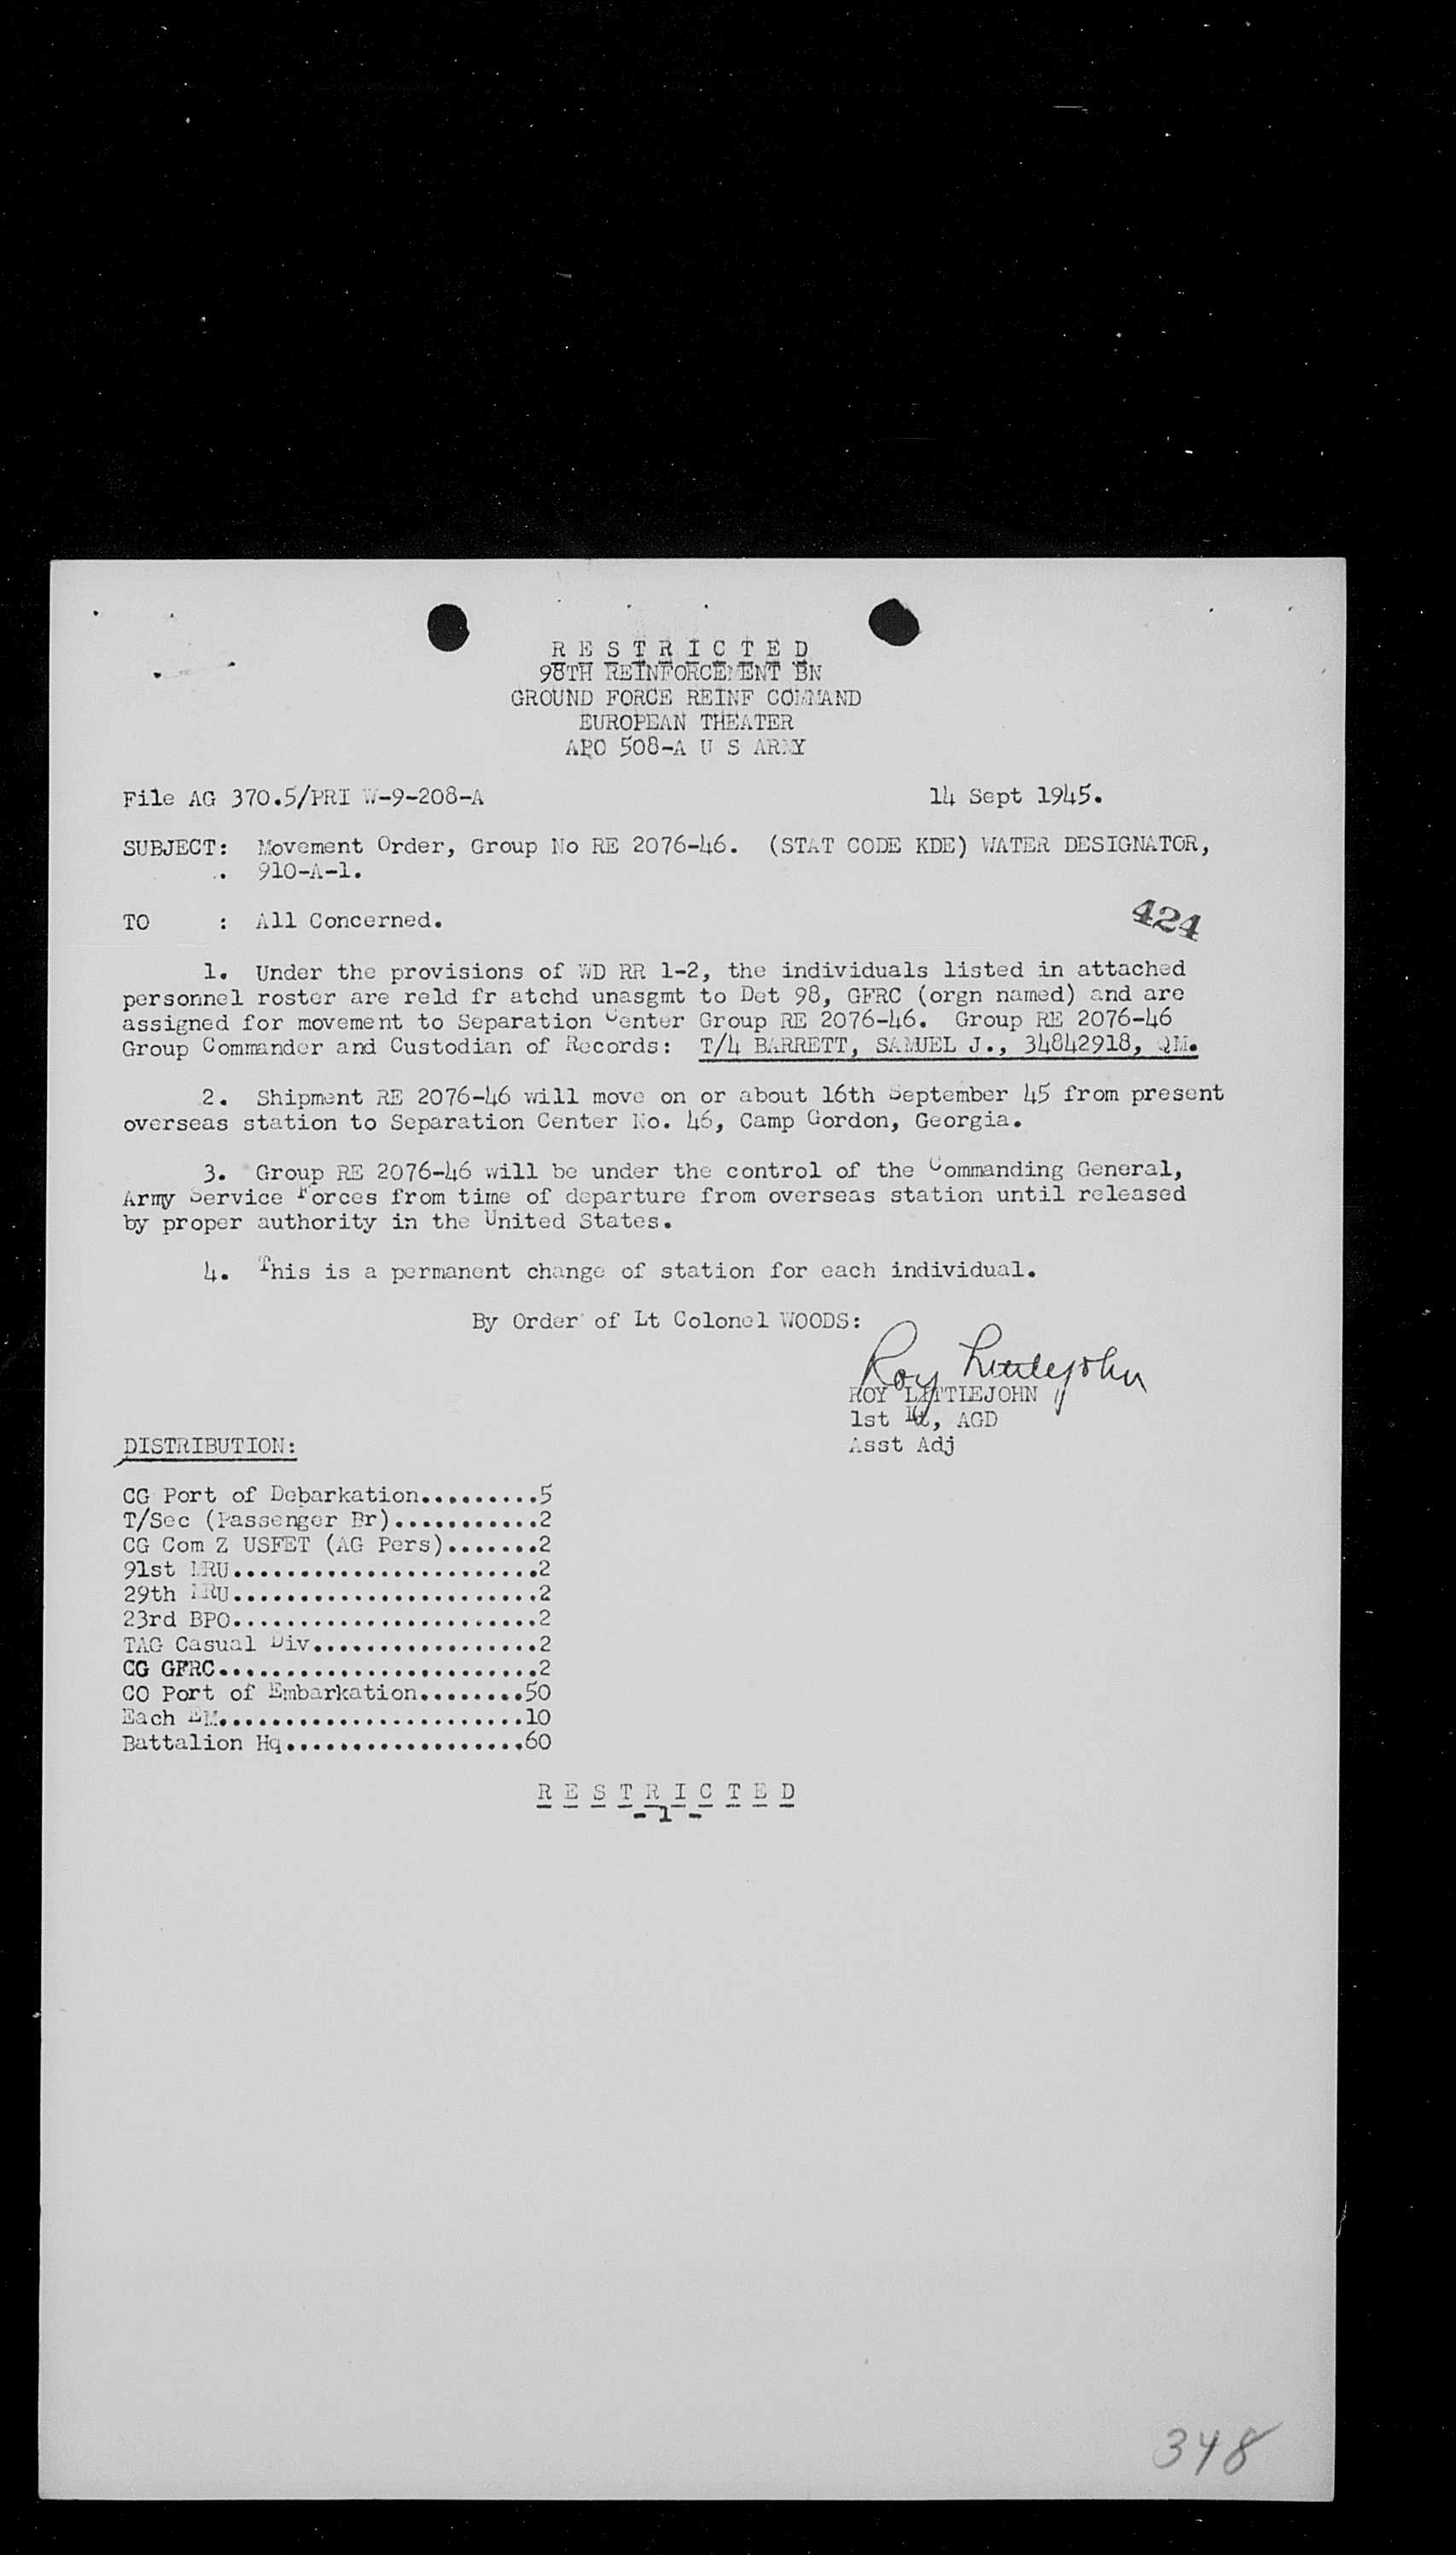 R E S T R I C T E D
98TH REINFORCEMENT BN
GROUND FORCE REINF COMMAND
EUROPEAN THEATER
APO 508-A U S ARMY
File AG 370.5/PRI W-9-208-A 14 Sept 1945.
SUBJECT: Movement Order, Group No RE 2076-46. (STAT CODE KDE) WATER DESIGNATOR,
910-A-1.
TO : All Concerned.
424
1. Under the provisions of WD RR 1-2, the individuals listed in attached
personnel roster are reld fr atchd unasgmt to Det 98, GFRC (orgn named) and are
assigned for movement to Separation Center Group RE 2076-46. Group RE 2076-46
Group Commander and Custodian of Records: T/4 BARRETT, SAMUEL J., 34842918, QM.
2. Shipment RE 2076-46 will move on or about 16th September 45 from present
overseas station to Separation Center No. 46, Camp Gordon, Georgia.
3. Group RE 2076-46 will be under the control of the Commanding General,
Army Service Forces from time of departure from overseas station until released
by proper authority in the United States.
4. This is a permanent change of station for each individual.
By Order of Lt Colonel WOODS:
Roy Littlejohn
ROY LITTLEJOHN
1st Lt, AGD
Asst Adj
DISTRIBUTION:
CG Port of Debarkation.........5
T/Sec (Passenger Br)...........2
CG Com Z USFET (AG Pers).......2
91st MRU.......................2
29th MRU.......................2
23rd BPO.......................2
TAG Casual Div.................2
CG GFRC........................2
CO Port of Embarkation........50
Each EM.......................10
Battalion Hq..................60
R E S T R I C T E D
- 1 -
348